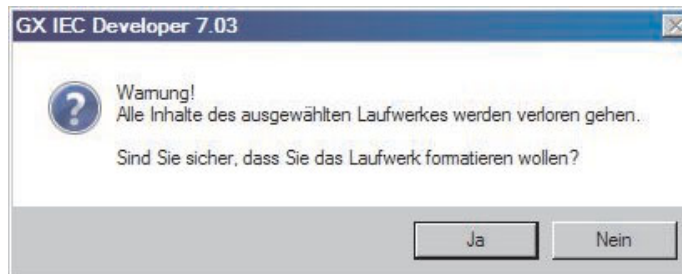 GX IEC Developer 7.03
Warnung!
Alle Inhalte des ausgewählten Laufwerkes werden verloren gehen.
Sind Sie sicher, dass Sie das Laufwerk formatieren wollen?
Ja
Nein